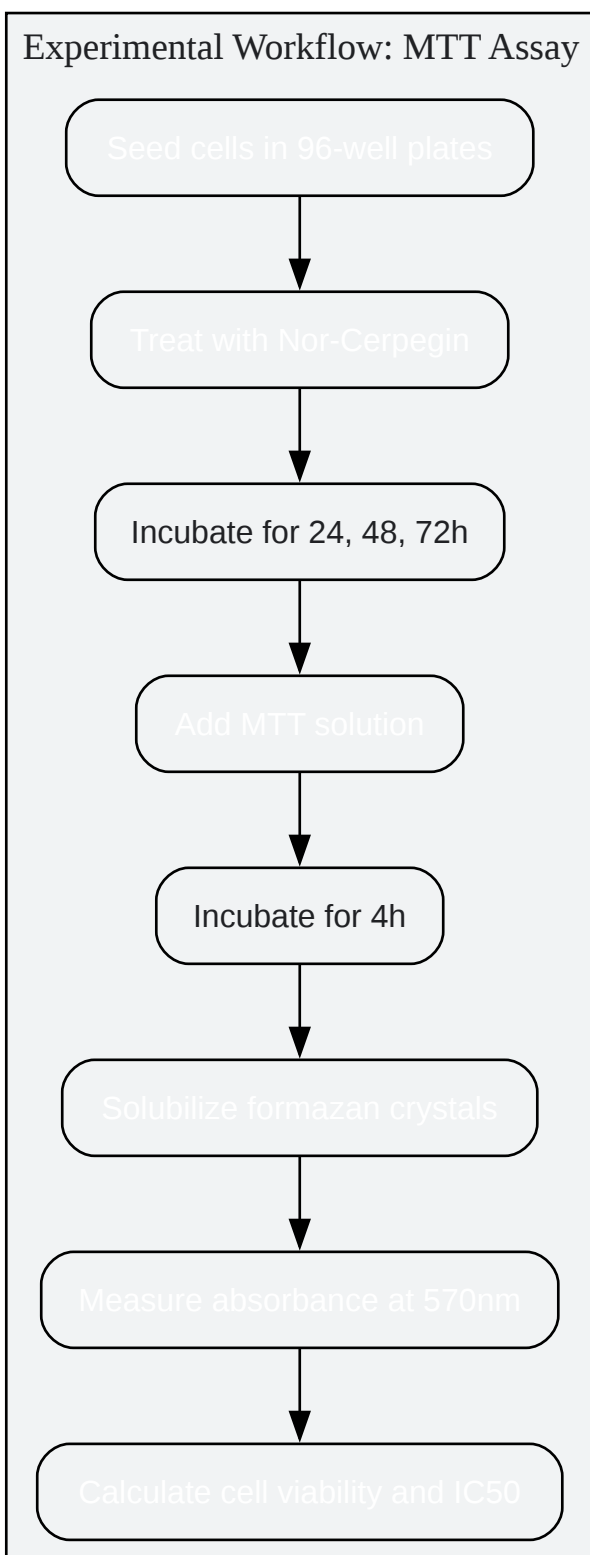 Experimental Workflow: MTT Assay
Seed cells in 96-well plates
Treat with Nor-Cerpegin
Incubate for 24, 48, 72h
Add MTT solution
Incubate for 4h
Solubilize formazan crystals
Measure absorbance at 570nm
Calculate cell viability and IC50